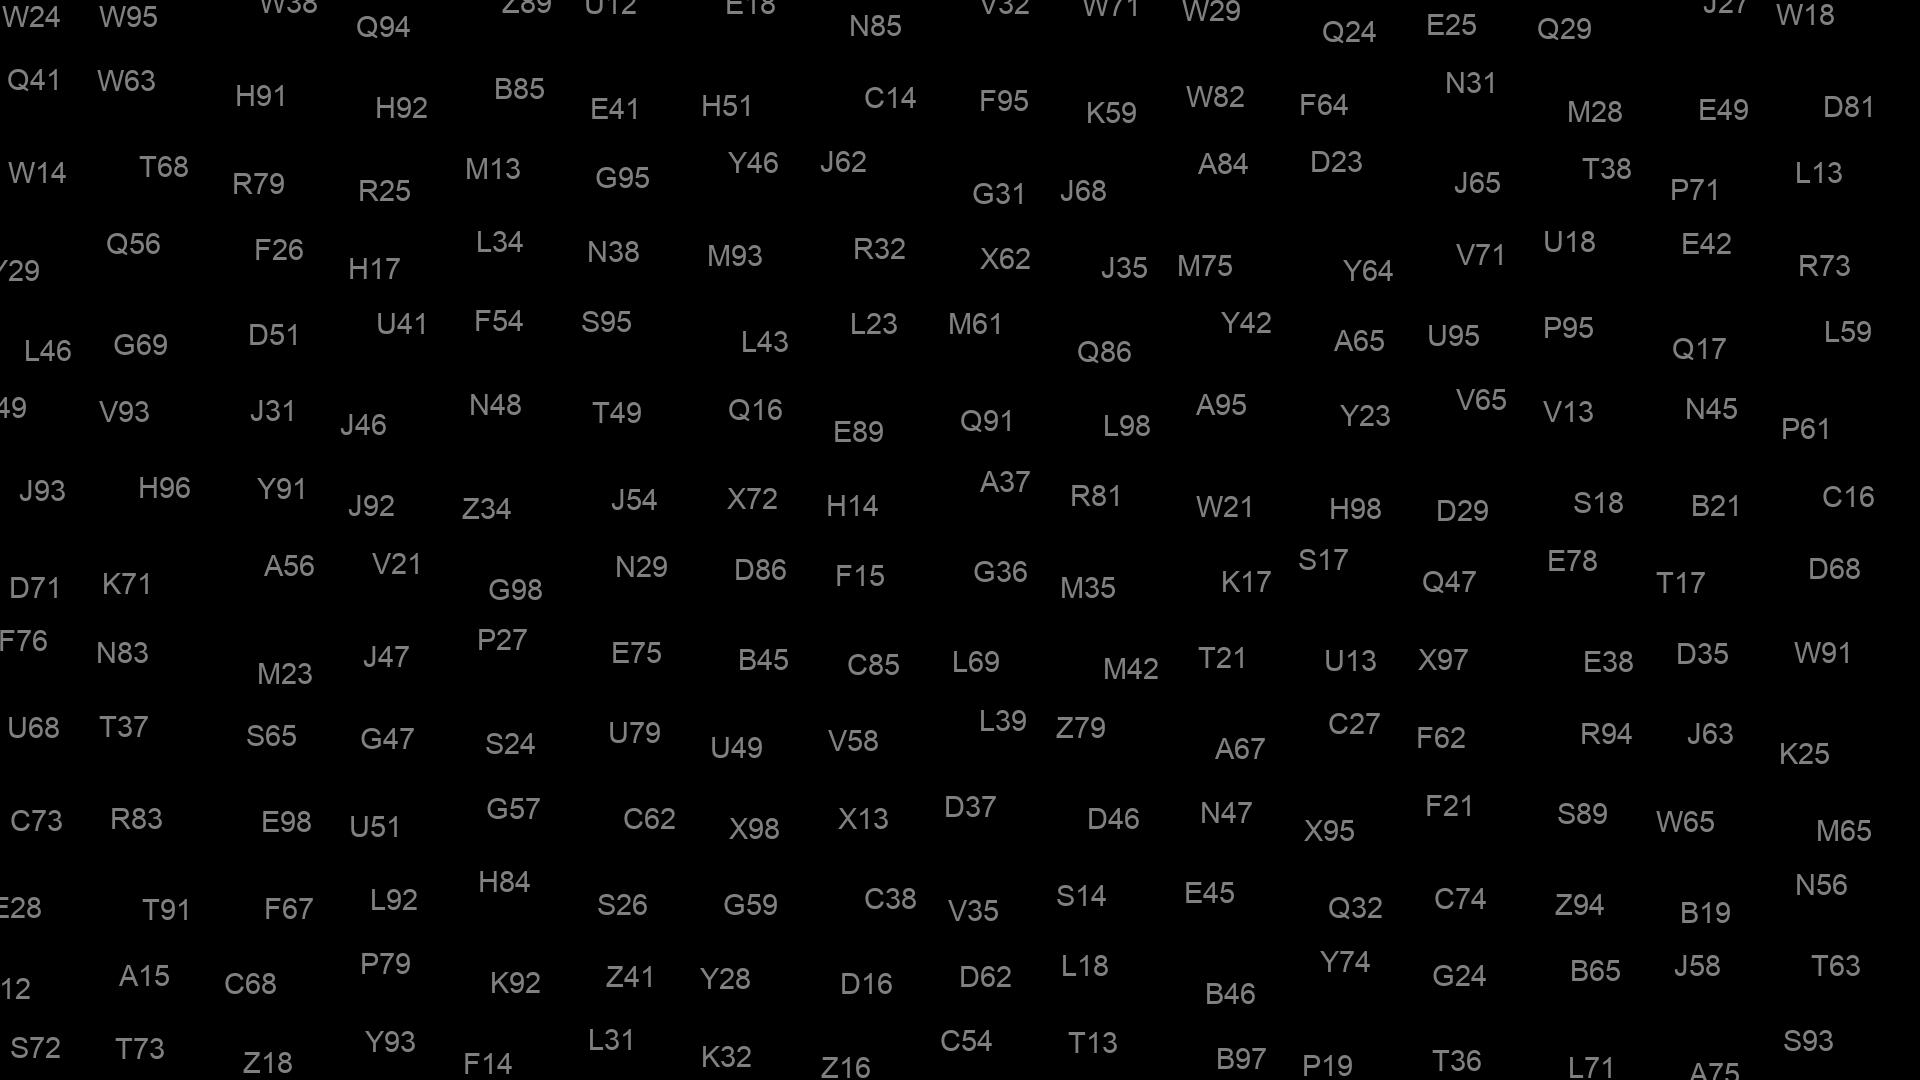 W24 W95 W38 Q94 Z89 U12 E18 N85 V32 W71 W29 Q24 E25 Q29 J27 W18
Q41 W63 H91 H92 B85 E41 H51 C14 F95 K59 W82 F64 N31 M28 E49 D81
W14 T68 R79 R25 M13 G95 Y46 J62 G31 J68 A84 D23 J65 T38 P71 L13
Y29 Q56 F26 H17 L34 N38 M93 R32 X62 J35 M75 Y64 V71 U18 E42 R73
L46 G69 D51 U41 F54 S95 L43 L23 M61 Q86 Y42 A65 U95 P95 Q17 L59
49 V93 J31 J46 N48 T49 Q16 E89 Q91 L98 A95 Y23 V65 V13 N45 P61
J93 H96 Y91 J92 Z34 J54 X72 H14 A37 R81 W21 H98 D29 S18 B21 C16
D71 K71 A56 V21 G98 N29 D86 F15 G36 M35 K17 S17 Q47 E78 T17 D68
F76 N83 M23 J47 P27 E75 B45 C85 L69 M42 T21 U13 X97 E38 D35 W91
U68 T37 S65 G47 S24 U79 U49 V58 L39 Z79 A67 C27 F62 R94 J63 K25
C73 R83 E98 U51 G57 C62 X98 X13 D37 D46 N47 X95 F21 S89 W65 M65
E28 T91 F67 L92 H84 S26 G59 C38 V35 S14 E45 Q32 C74 Z94 B19 N56
12 A15 C68 P79 K92 Z41 Y28 D16 D62 L18 B46 Y74 G24 B65 J58 T63
S72 T73 Z18 Y93 F14 L31 K32 Z16 C54 T13 B97 P19 T36 L71 A75 S93